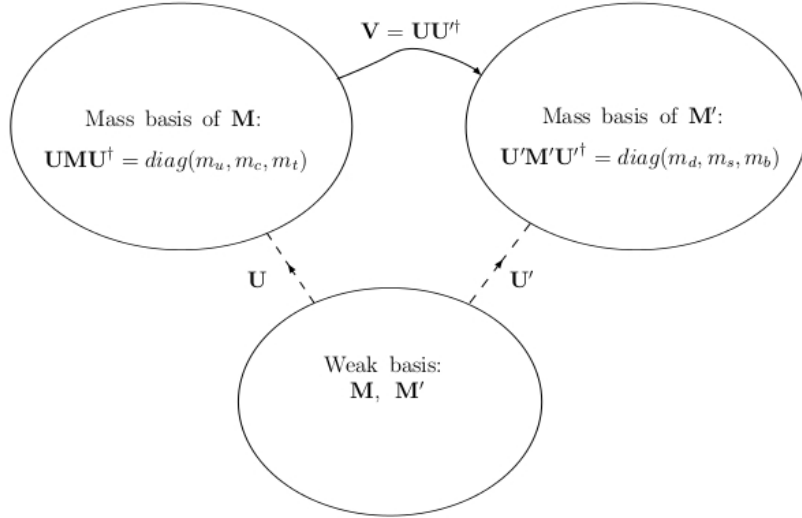 V = UU′†
Mass basis of M:
UMU† = diag(m_u, m_c, m_t)
Mass basis of M′:
U′M′U′† = diag(m_d, m_s, m_b)
U
U′
Weak basis:
M, M′